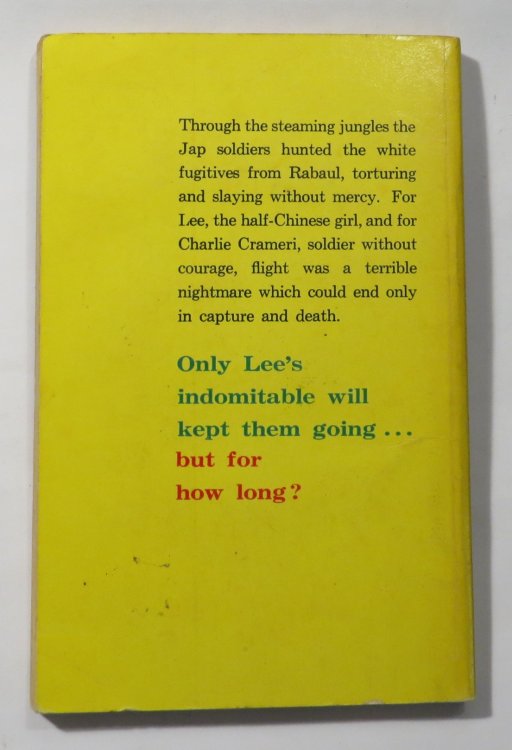 Through the steaming jungles the
Jap soldiers hunted the white
fugitives from Rabaul, torturing
and slaying without mercy. For
Lee, the half-Chinese girl, and for
Charlie Crameri, soldier without
courage, flight was a terrible
nightmare which could end only
in capture and death.
Only Lee's
indomitable will
kept them going...
but for
how long?